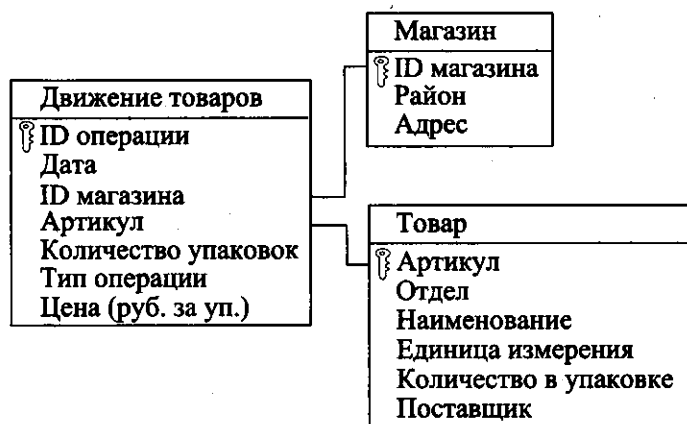 Магазин
ID магазина
Район
Адрес
Движение товаров
ID операции
Дата
ID магазина
Артикул
Количество упаковок
Тип операции
Цена (руб. за уп.)
Товар
Артикул
Отдел
Наименование
Единица измерения
Количество в упаковке
Поставщик